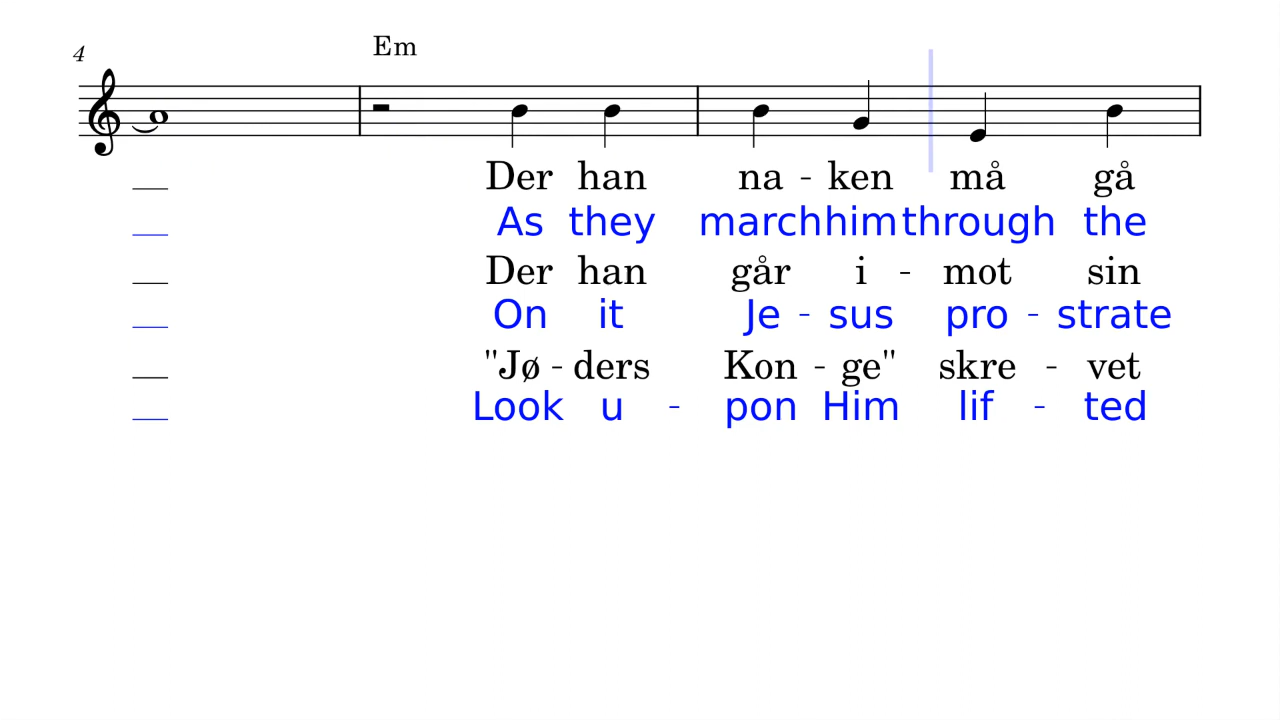 4
Em
Der han na - ken må gå
As they march him through the
Der han går i - mot sin
On it Je - sus pro - strate
"Jø - ders Kon - ge" skre - vet
Look u - pon Him lif - ted